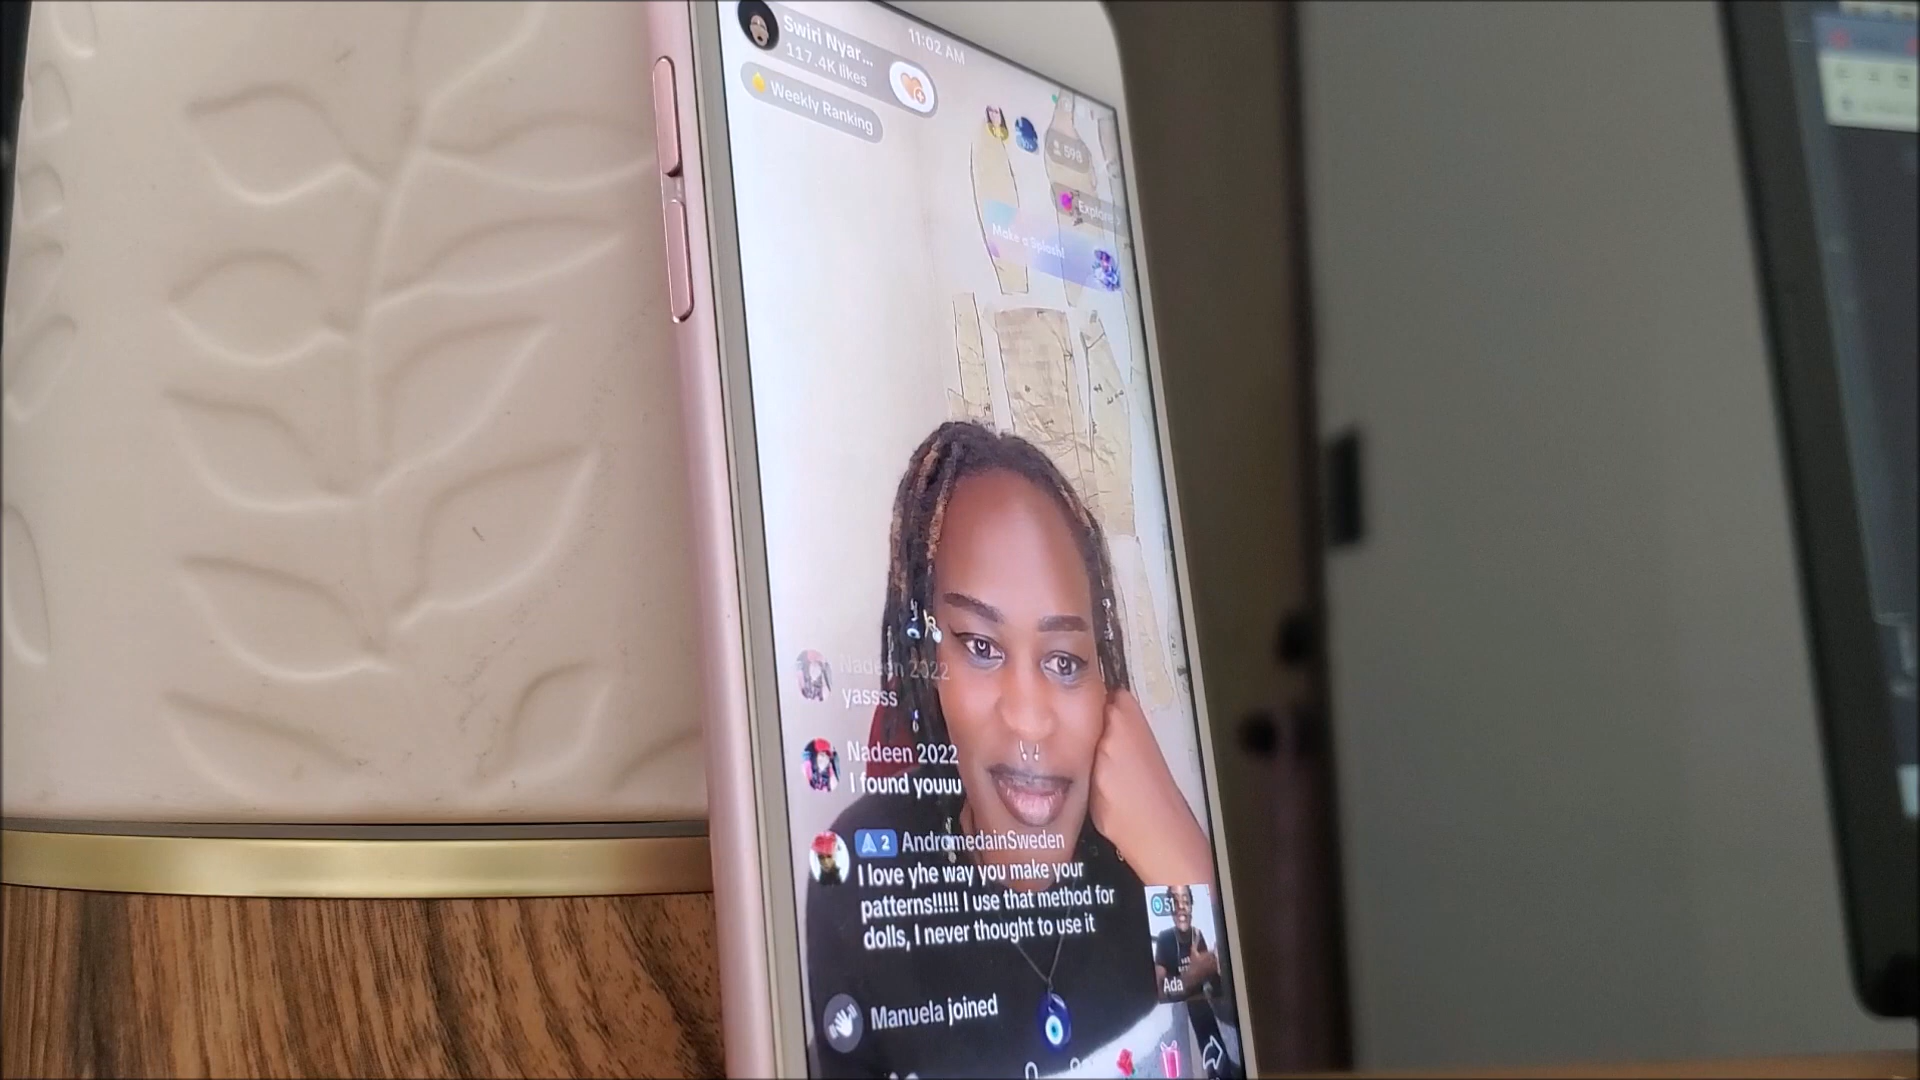 Swiri Nyar...
11:02 AM
117.4K likes
Weekly Ranking
598
Explore >
Make a Splash!
Nadeen 2022
yassss
Nadeen 2022
I found youuu
2 AndromedainSweden
I love yhe way you make your
patterns!!!!! I use that method for
dolls, I never thought to use it
51
Ada
Manuela joined